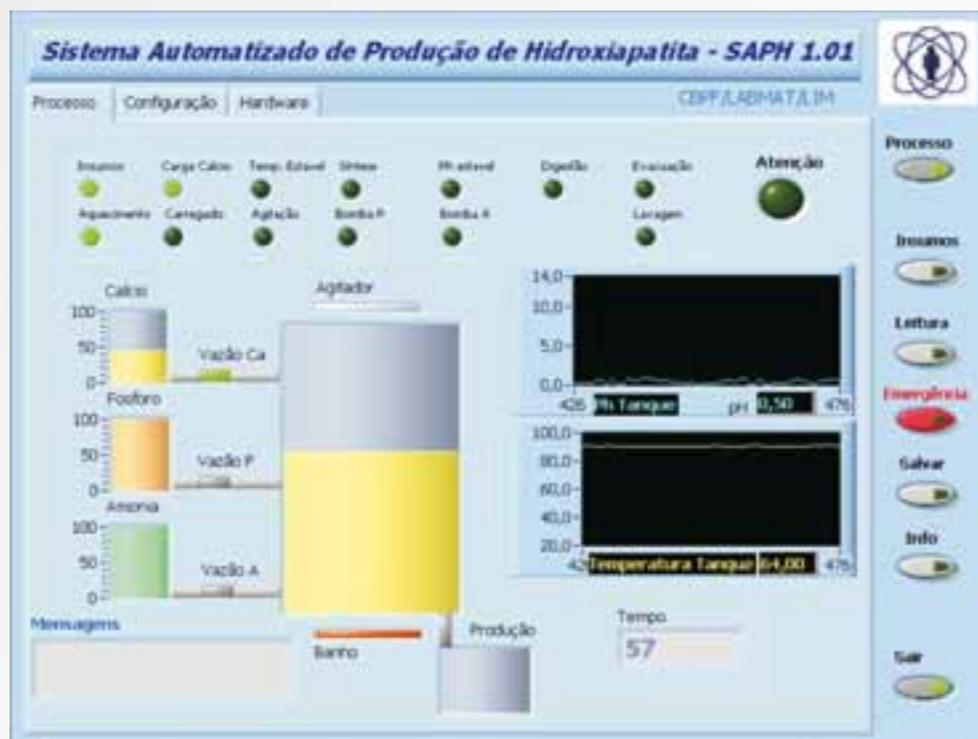 Sistema Automatizado de Produção de Hidroxiapatita - SAPH 1.01
Processo Configuração Hardware
CBPF/LABMAT/LIM
Insumos Carga Calcio Temp. Estavel Sintese Ph estavel Digestão Evacuação Atenção
Aquecimento Carregado Agitação Bomba P Bomba A Lavagem
Calcio
100
50
0
Vazão Ca
Fosforo
100
50
0
Vazão P
Amonia
100
50
0
Vazão A
Agitador
Banho
Produção
14,0
10,0
5,0
0,0
426 Ph Tanque pH 0,50 476
100,0
80,0
60,0
40,0
20,0
Temperatura Tanque 64,00 476
Mensagens
Tempo
57
Processo
Insumos
Leitura
Emergência
Salvar
Info
Sair